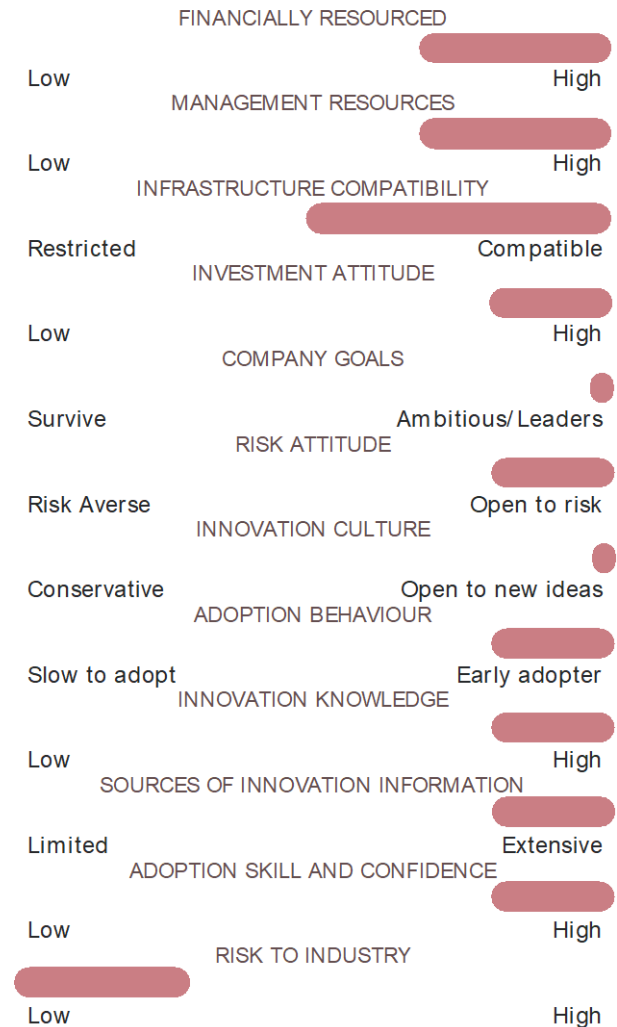 FINANCIALLY RESOURCED
Low High
MANAGEMENT RESOURCES
Low High
INFRASTRUCTURE COMPATIBILITY
Restricted Compatible
INVESTMENT ATTITUDE
Low High
COMPANY GOALS
Survive Ambitious/Leaders
RISK ATTITUDE
Risk Averse Open to risk
INNOVATION CULTURE
Conservative Open to new ideas
ADOPTION BEHAVIOUR
Slow to adopt Early adopter
INNOVATION KNOWLEDGE
Low High
SOURCES OF INNOVATION INFORMATION
Limited Extensive
ADOPTION SKILL AND CONFIDENCE
Low High
RISK TO INDUSTRY
Low High